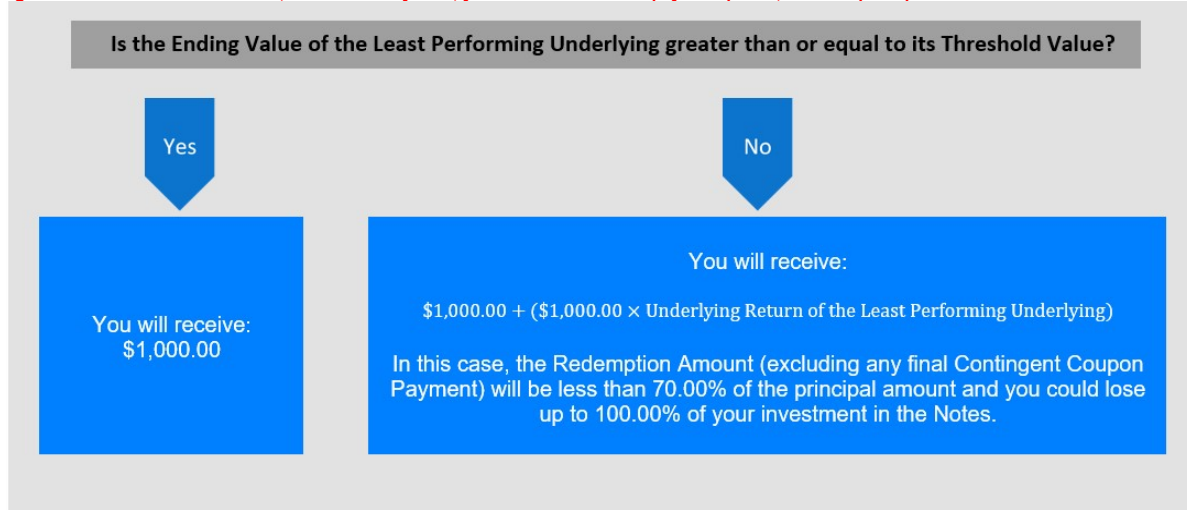 Is the Ending Value of the Least Performing Underlying greater than or equal to its Threshold Value?
Yes
No
You will receive:
$1,000.00
You will receive:
$1,000.00 + ($1,000.00 × Underlying Return of the Least Performing Underlying)
In this case, the Redemption Amount (excluding any final Contingent Coupon
Payment) will be less than 70.00% of the principal amount and you could lose
up to 100.00% of your investment in the Notes.